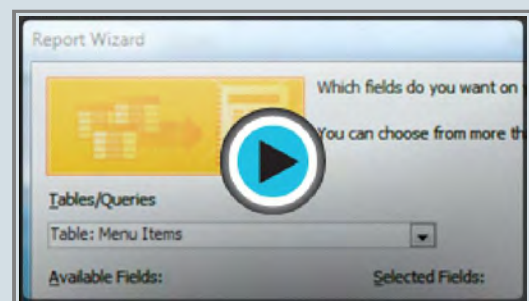 Report Wizard
Which fields do you want on
You can choose from more th
Tables/Queries
Table: Menu Items
Available Fields:
Selected Fields: